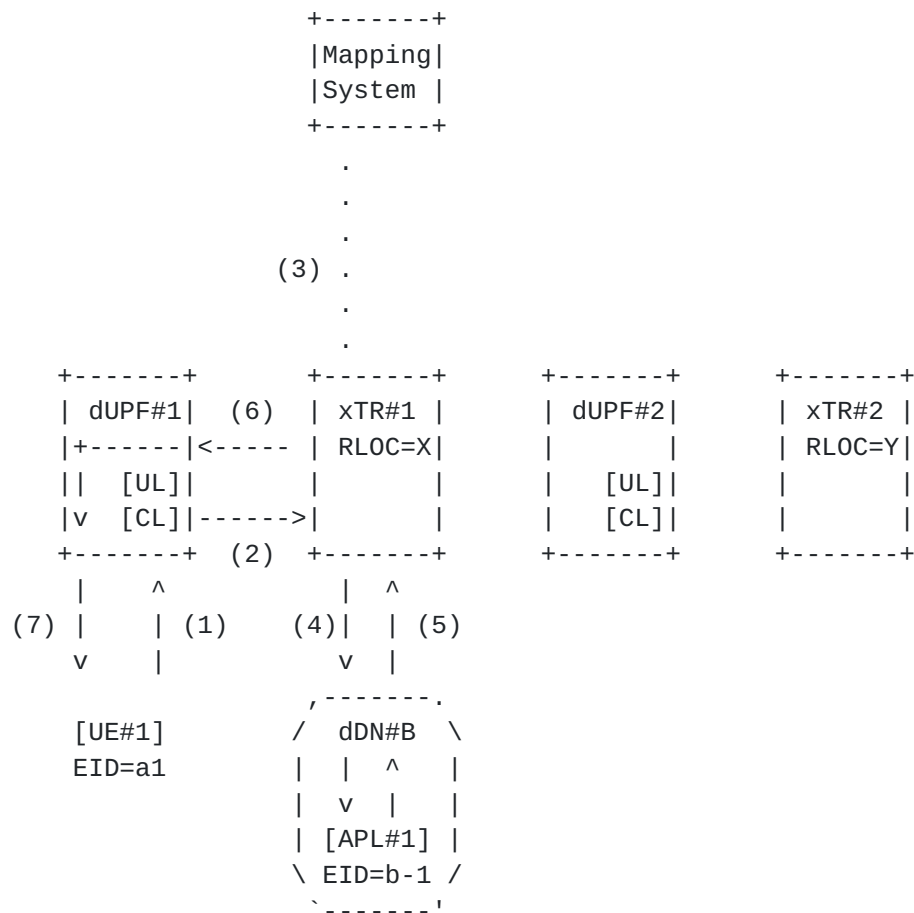 +-------+
                   |Mapping|
                   |System |
                   +-------+
                     .
                     .
                     .
                 (3) .
                     .
                     .
   +-------+       +-------+      +-------+      +-------+
   | dUPF#1|  (6)  | xTR#1 |      | dUPF#2|      | xTR#2 |
   |+------|<----- | RLOC=X|      |       |      | RLOC=Y|
   ||  [UL]|       |       |      |   [UL]|      |       |
   |v  [CL]|------>|       |      |   [CL]|      |       |
   +-------+  (2)  +-------+      +-------+      +-------+
    |    ^           |  ^
(7) |    | (1)    (4)|  | (5)
    v    |           v  |
                   ,-------.
    [UE#1]        /  dDN#B  \
    EID=a1        |  |  ^   |
                  |  v  |   |
                  | [APL#1] |
                  \ EID=b-1 /
                   `-------'